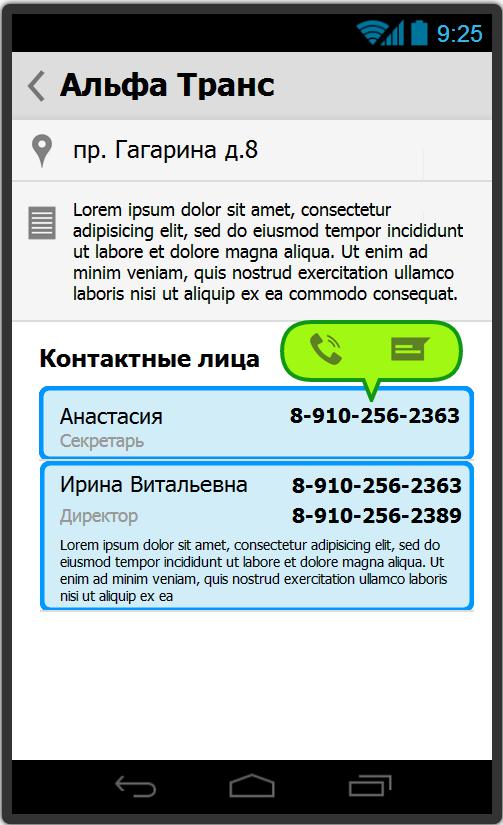 9:25
Альфа Транс
пр. Гагарина д.8
Lorem ipsum dolor sit amet, consectetur
adipisicing elit, sed do eiusmod tempor incididunt
ut labore et dolore magna aliqua. Ut enim ad
minim veniam, quis nostrud exercitation ullamco
laboris nisi ut aliquip ex ea commodo consequat.
Контактные лица
Анастасия 8-910-256-2363
Секретарь
Ирина Витальевна 8-910-256-2363
Директор 8-910-256-2389
Lorem ipsum dolor sit amet, consectetur adipisicing elit, sed do
eiusmod tempor incididunt ut labore et dolore magna aliqua. Ut
enim ad minim veniam, quis nostrud exercitation ullamco laboris
nisi ut aliquip ex ea